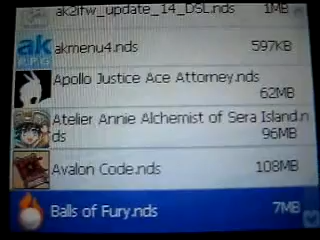 ak2ifw_update_14_DSL.nds 1MB
ak
R.P.G
akmenu4.nds 597KB
Apollo Justice Ace Attorney.nds
62MB
Atelier Annie Alchemist of Sera Island.n
ds 96MB
Avalon Code.nds 108MB
Balls of Fury.nds 7MB